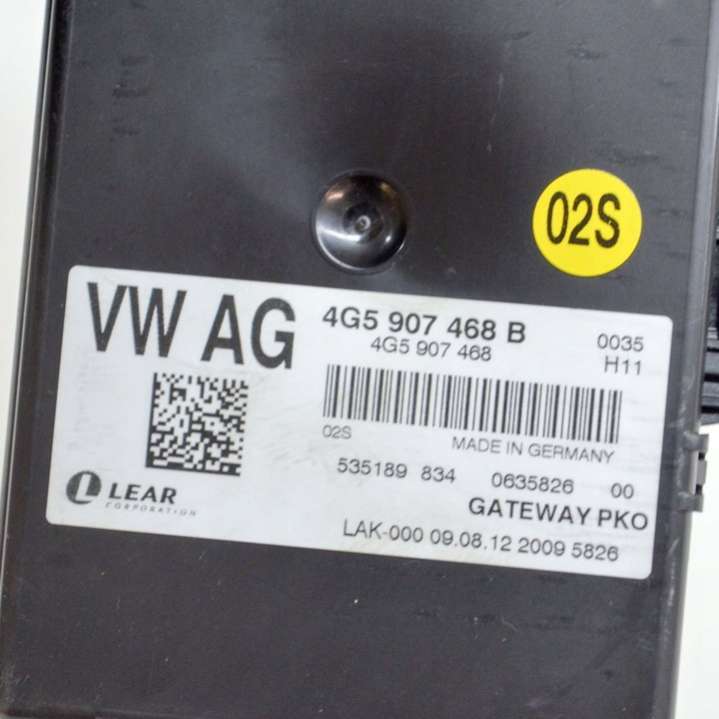 02S
VW AG
4G5 907 468 B
4G5 907 468
0035
H11
02S
MADE IN GERMANY
535189 834 0635826 00
LEAR
CORPORATION
GATEWAY PKO
LAK-000 09.08.12 2009 5826